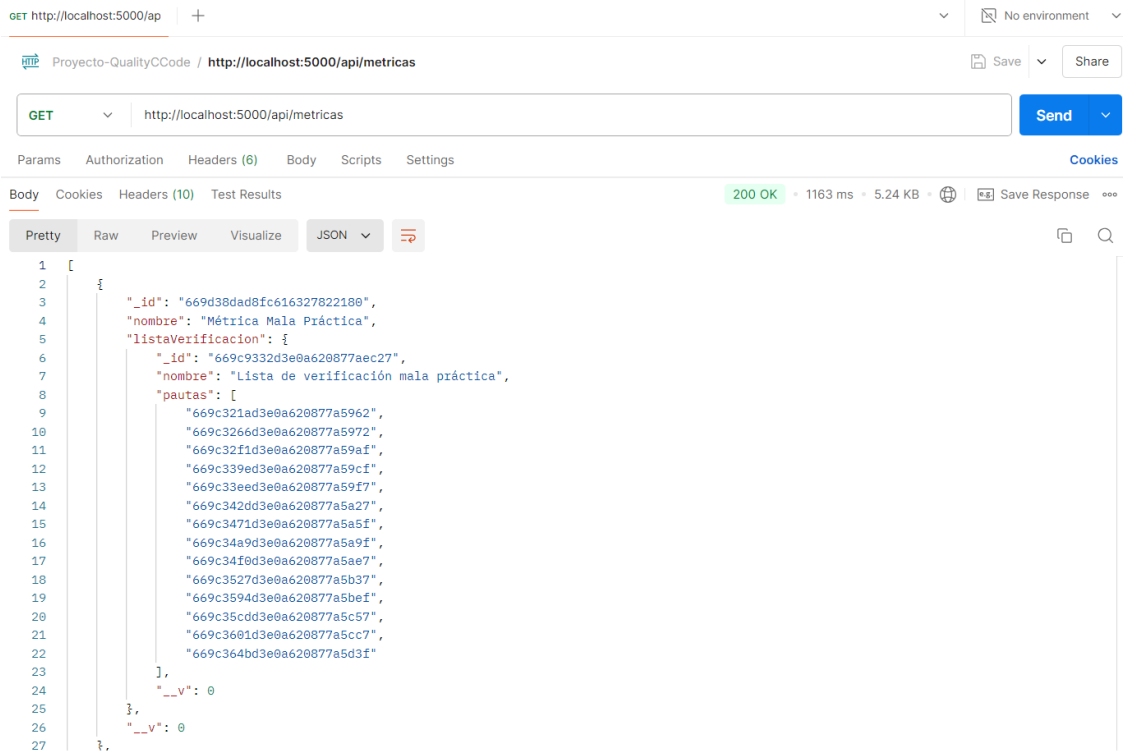 GET http://localhost:5000/ap
No environment
HTTP Proyecto-QualityCCode / http://localhost:5000/api/metricas
Save
Share
GET
http://localhost:5000/api/metricas
Send
Params Authorization Headers (6) Body Scripts Settings
Cookies
Body Cookies Headers (10) Test Results
200 OK • 1163 ms • 5.24 KB • e.g. Save Response
Pretty Raw Preview Visualize JSON
1 [
2 {
3 "_id": "669d38dad8fc616327822180",
4 "nombre": "Métrica Mala Práctica",
5 "listaVerificacion": {
6 "_id": "669c9332d3e0a620877aec27",
7 "nombre": "Lista de verificación mala práctica",
8 "pautas": [
9 "669c321ad3e0a620877a5962",
10 "669c3266d3e0a620877a5972",
11 "669c32f1d3e0a620877a59af",
12 "669c339ed3e0a620877a59cf",
13 "669c33eed3e0a620877a59f7",
14 "669c342dd3e0a620877a5a27",
15 "669c3471d3e0a620877a5a5f",
16 "669c34a9d3e0a620877a5a9f",
17 "669c34f0d3e0a620877a5ae7",
18 "669c3527d3e0a620877a5b37",
19 "669c3594d3e0a620877a5bef",
20 "669c35cdd3e0a620877a5c57",
21 "669c3601d3e0a620877a5cc7",
22 "669c364bd3e0a620877a5d3f"
23 ],
24 "__v": 0
25 },
26 "__v": 0
27 },